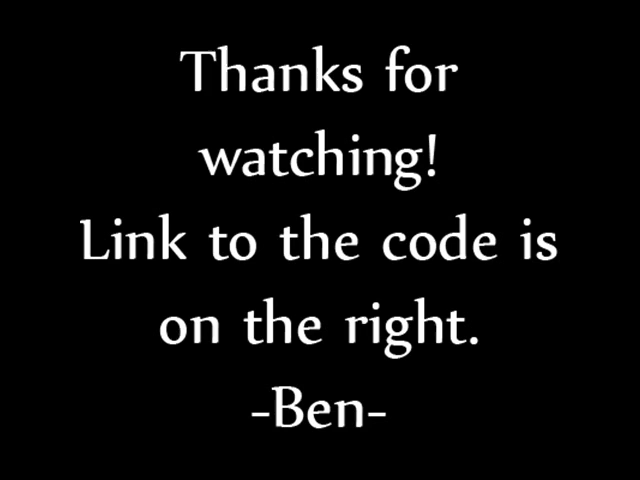 Thanks for
watching!
Link to the code is
on the right.
-Ben-